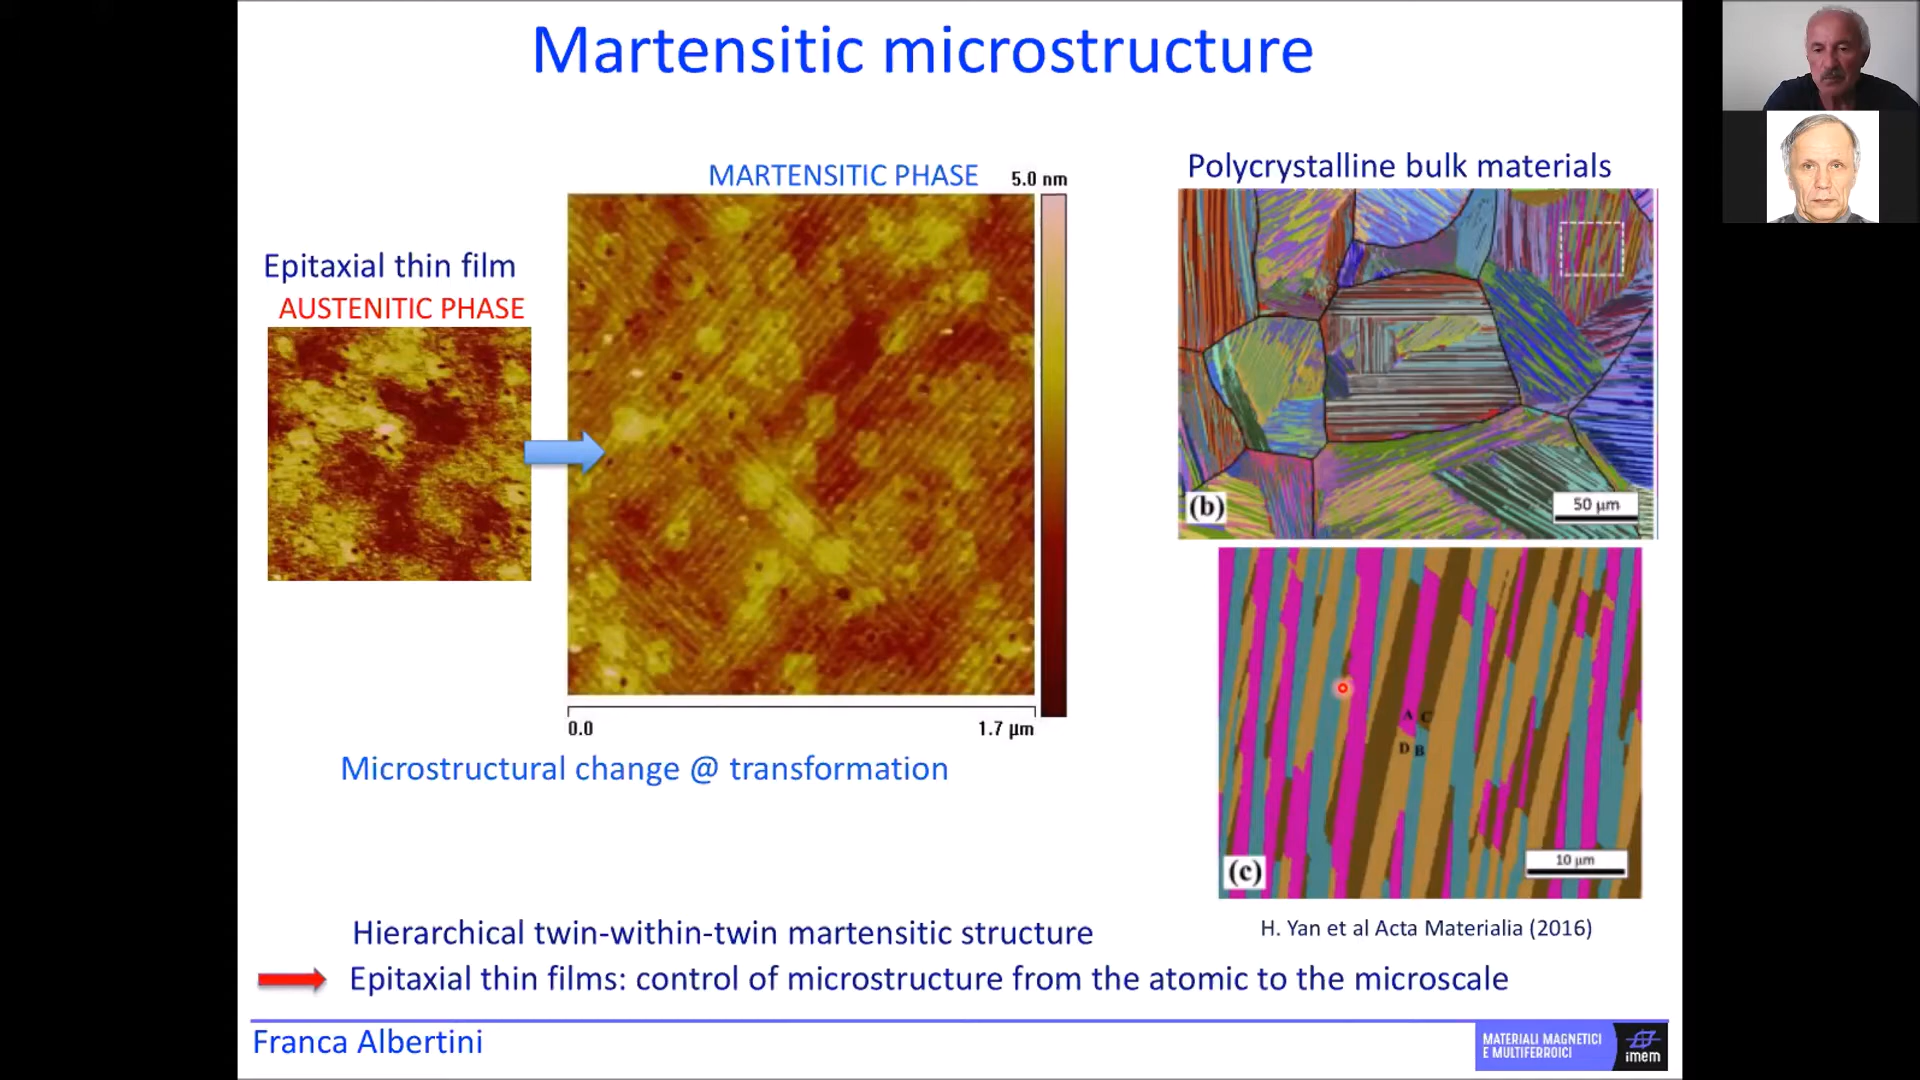 Martensitic microstructure
MARTENSITIC PHASE
5.0 nm
Epitaxial thin film
AUSTENITIC PHASE
0.0
1.7 µm
Microstructural change @ transformation
Polycrystalline bulk materials
(b)
50 µm
A C
D B
(c)
10 µm
H. Yan et al Acta Materialia (2016)
Hierarchical twin-within-twin martensitic structure
Epitaxial thin films: control of microstructure from the atomic to the microscale
Franca Albertini
MATERIALI MAGNETICI
E MULTIFERROICI
imem